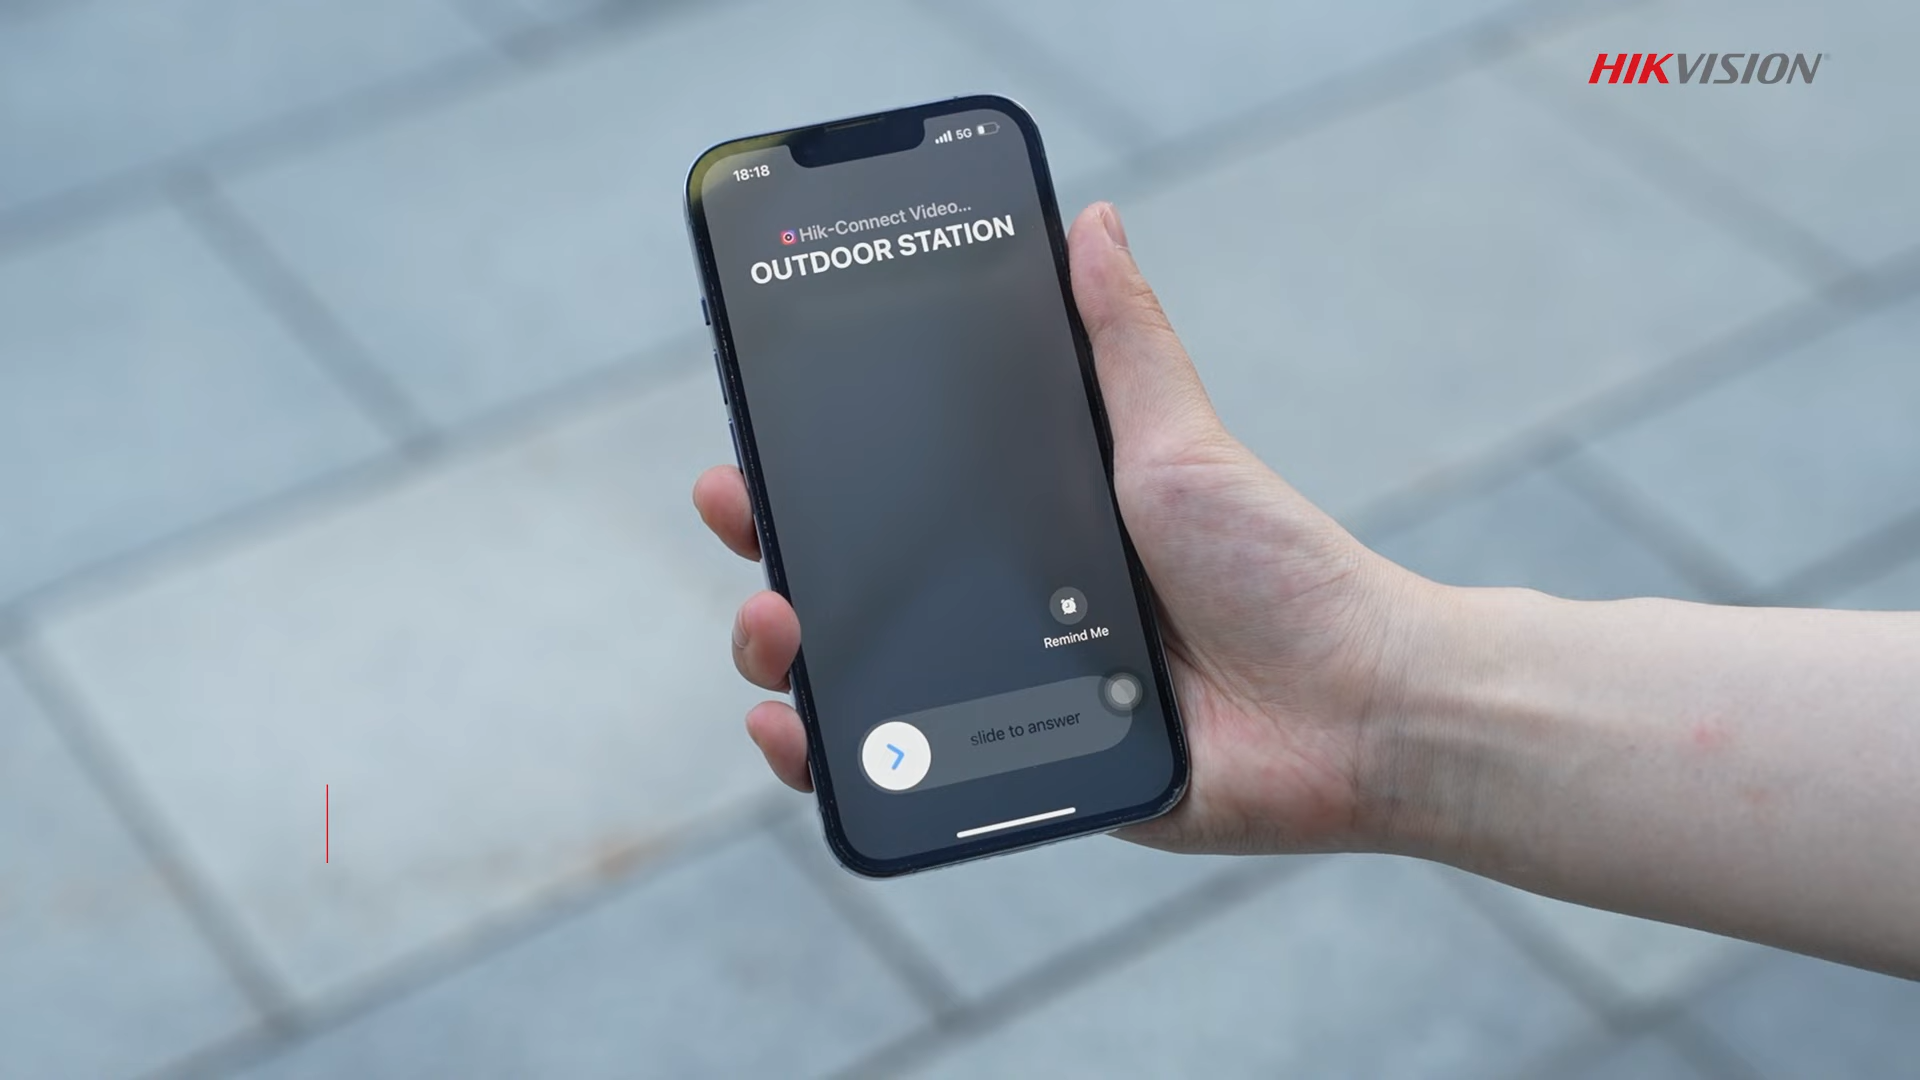 HIKVISION
18:18
5G
Hik-Connect Video...
OUTDOOR STATION
Remind Me
slide to answer